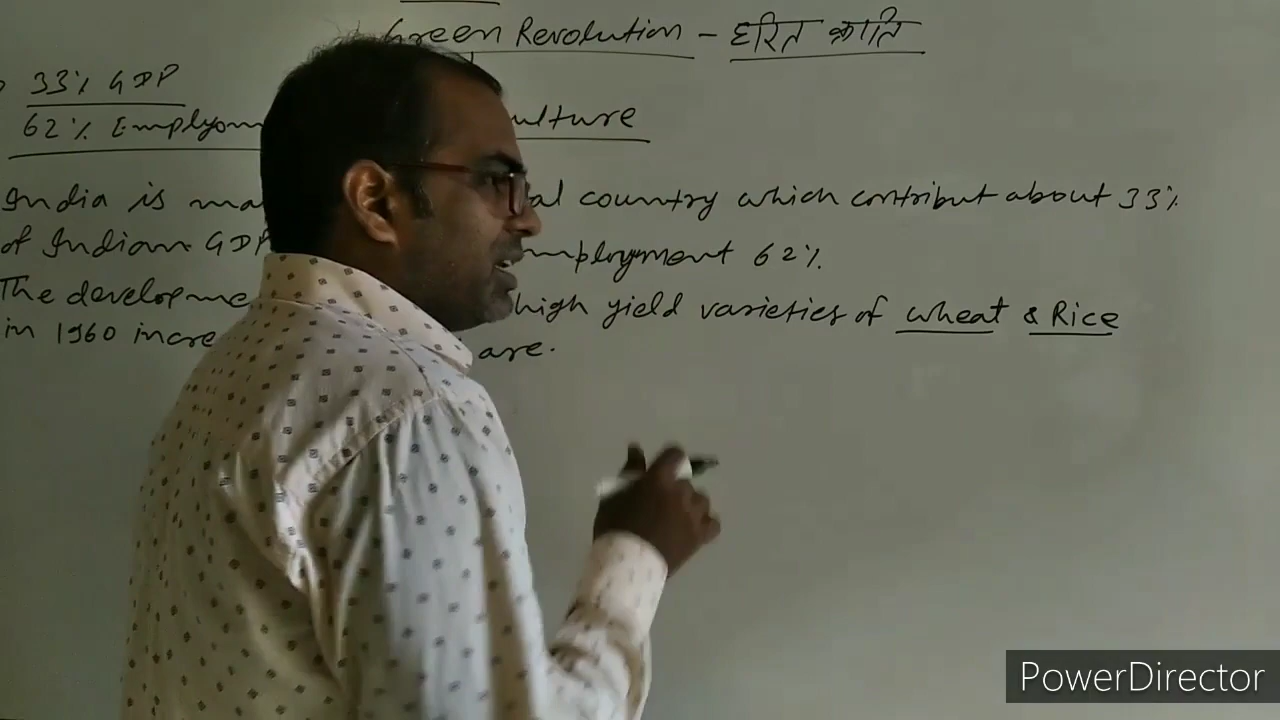 Green Revolution - हरित क्रांति
33% GDP
62% Emplyom ulture
India is ma al country which contribut about 33%
of Indian GDP mployment 62%.
The developme high yield varieties of wheat & Rice
in 1960 incre are.
PowerDirector